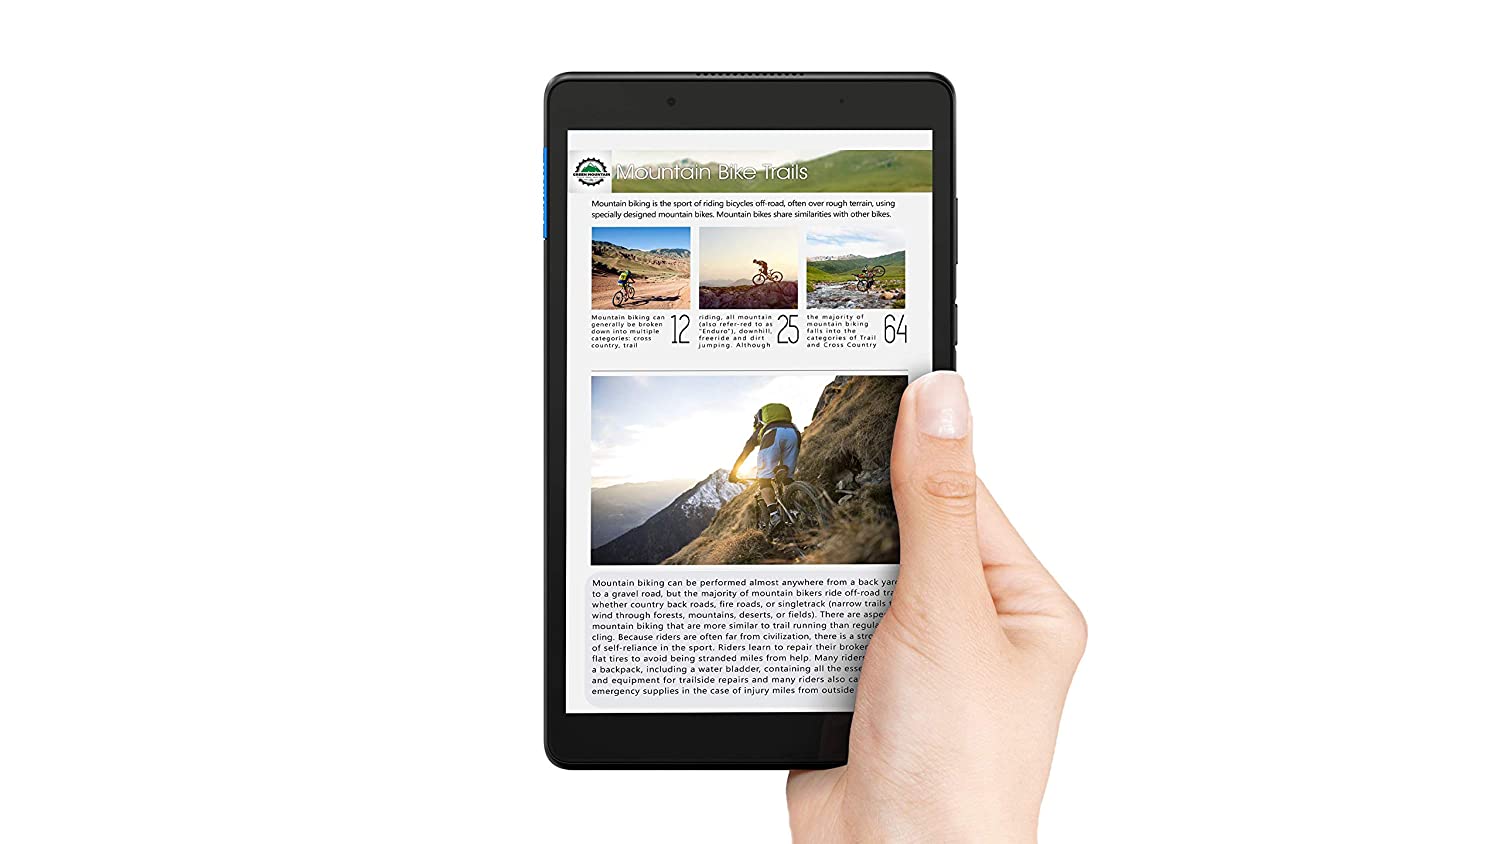 GREEN MOUNTAIN
Mountain Bike Trails
Mountain biking is the sport of riding bicycles off-road, often over rough terrain, using
specially designed mountain bikes. Mountain bikes share similarities with other bikes.
Mountain biking can
generally be broken
down into multiple
categories: cross
country, trail
12
riding, all mountain
(also refer-red to as
"Enduro"), downhill,
freeride and dirt
jumping. Although
25
the majority of
mountain biking
falls into the
categories of Trail
and Cross Country
64
Mountain biking can be performed almost anywhere from a back
to a gravel road, but the majority of mountain bikers ride off-road
whether country back roads, fire roads, or singletrack (narrow trails
wind through forests, mountains, deserts, or fields). There are
mountain biking that are more similar to trail running than
cling. Because riders are often far from civilization, there is a
of self-reliance in the sport. Riders learn to repair their
flat tires to avoid being stranded miles from help. Many
a backpack, including a water bladder, containing all the
and equipment for trailside repairs and many riders also
emergency supplies in the case of injury miles from outside